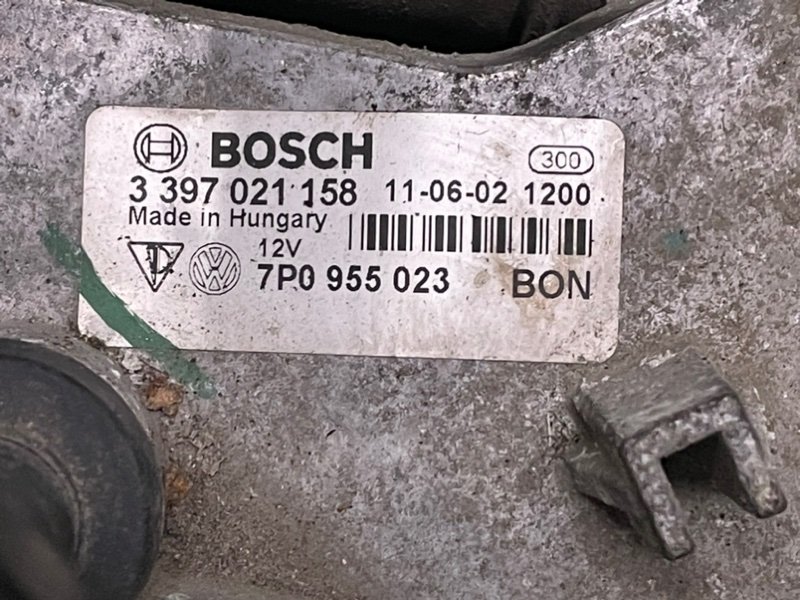 BOSCH 300
3 397 021 158 11-06-02 1200
Made in Hungary
12V
7P0 955 023 BON